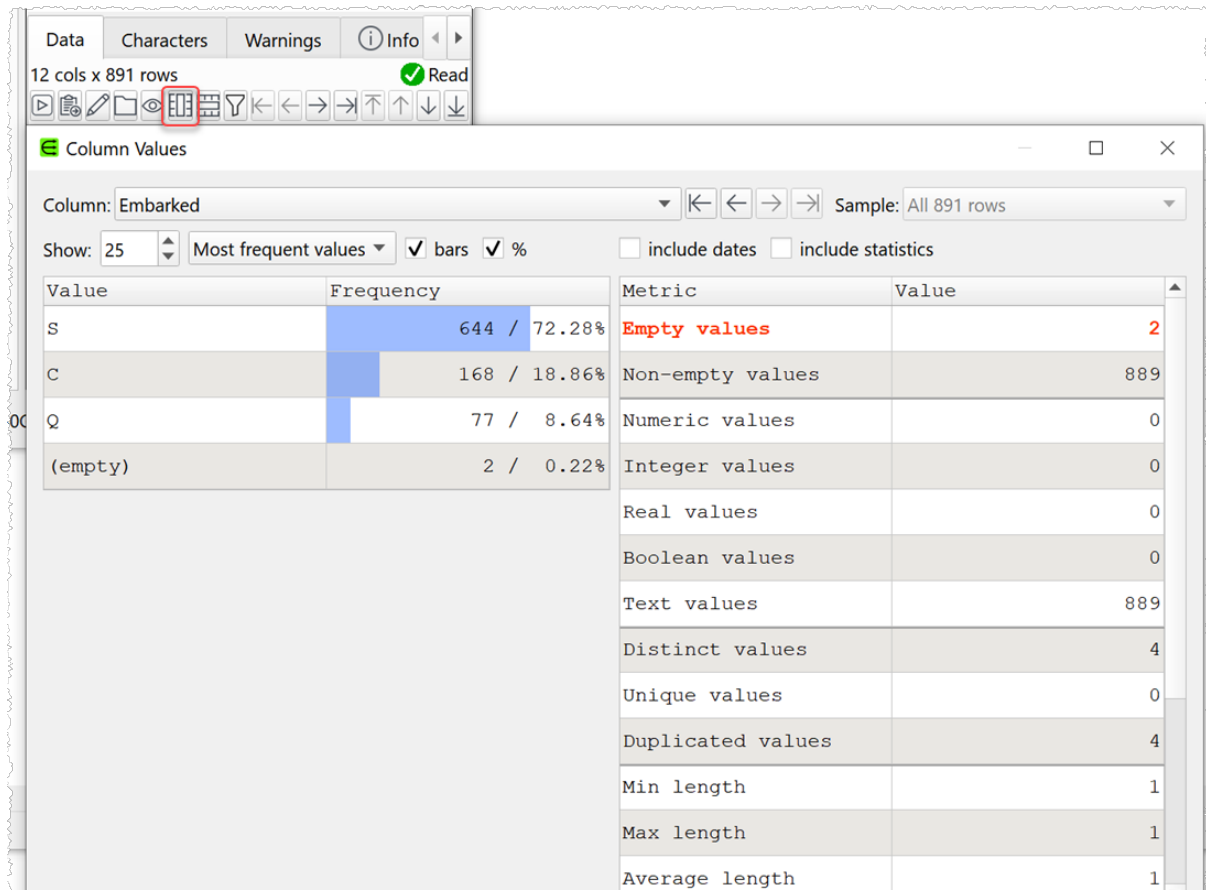 Data Characters Warnings Info
12 cols x 891 rows Read
Column Values
Column: Embarked Sample: All 891 rows
Show: 25 Most frequent values bars % include dates include statistics
Value Frequency Metric Value
S 644 / 72.28% Empty values 2
C 168 / 18.86% Non-empty values 889
Q 77 / 8.64% Numeric values 0
(empty) 2 / 0.22% Integer values 0
Real values 0
Boolean values 0
Text values 889
Distinct values 4
Unique values 0
Duplicated values 4
Min length 1
Max length 1
Average length 1